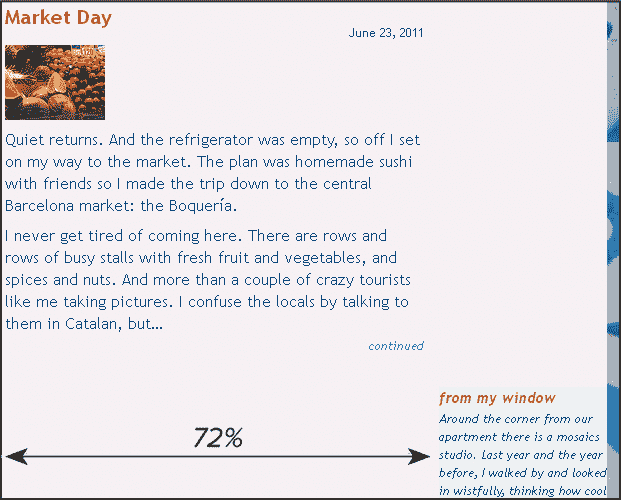 Market Day
June 23, 2011
Quiet returns. And the refrigerator was empty, so off I set
on my way to the market. The plan was homemade sushi
with friends so I made the trip down to the central
Barcelona market: the Boquería.
I never get tired of coming here. There are rows and
rows of busy stalls with fresh fruit and vegetables, and
spices and nuts. And more than a couple of crazy tourists
like me taking pictures. I confuse the locals by talking to
them in Catalan, but...
continued
72%
from my window
Around the corner from our
apartment there is a mosaics
studio. Last year and the year
before, I walked by and looked
in wistfully, thinking how cool